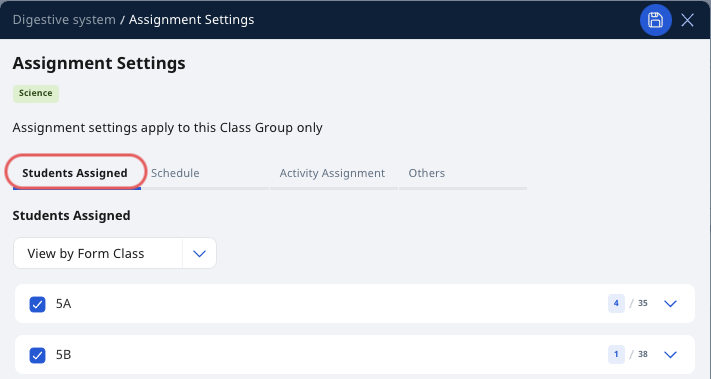 Digestive system / Assignment Settings
Assignment Settings
Science
Assignment settings apply to this Class Group only
Students Assigned Schedule Activity Assignment Others
Students Assigned
View by Form Class
5A 4 / 35
5B 1 / 38